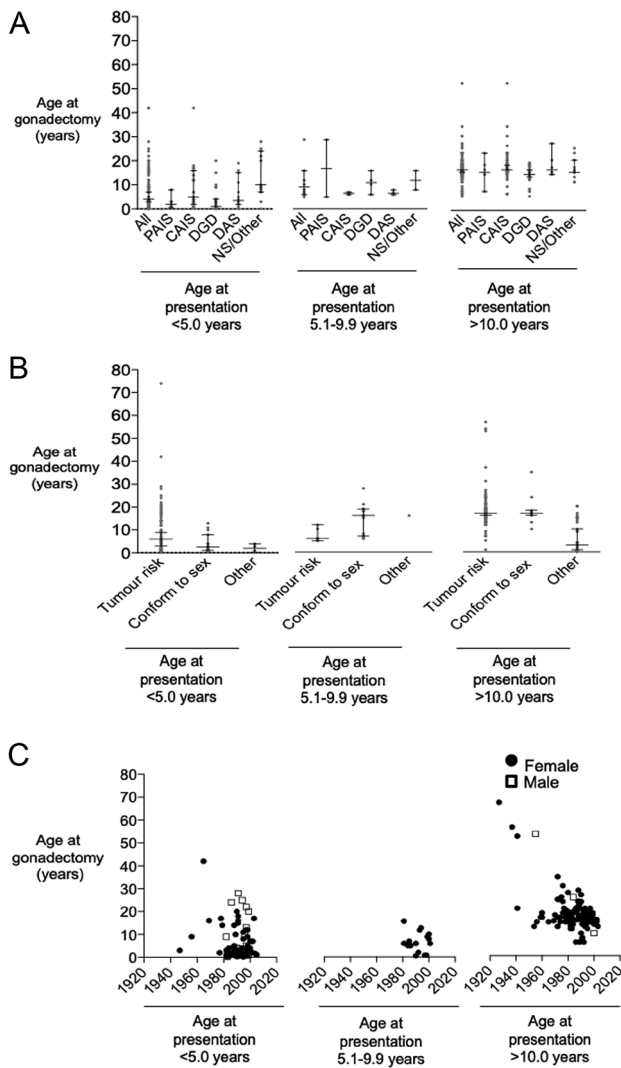 A
80
70
60
50
40
30
20
10
0
Age at
gonadectomy
(years)
All
PAIS
CAIS
DGD
DAS
NS/Other
All
PAIS
CAIS
DGD
DAS
NS/Other
All
PAIS
CAIS
DGD
DAS
NS/Other
Age at
presentation
<5.0 years
Age at
presentation
5.1-9.9 years
Age at
presentation
>10.0 years
B
80
70
60
50
40
30
20
10
0
Age at
gonadectomy
(years)
Tumour risk
Conform to sex
Other
Tumour risk
Conform to sex
Other
Tumour risk
Conform to sex
Other
Age at
presentation
<5.0 years
Age at
presentation
5.1-9.9 years
Age at
presentation
>10.0 years
C
Female
Male
80
70
60
50
40
30
20
10
0
Age at
gonadectomy
(years)
1920
1940
1960
1980
2000
2020
1920
1940
1960
1980
2000
2020
1920
1940
1960
1980
2000
2020
Age at
presentation
<5.0 years
Age at
presentation
5.1-9.9 years
Age at
presentation
>10.0 years